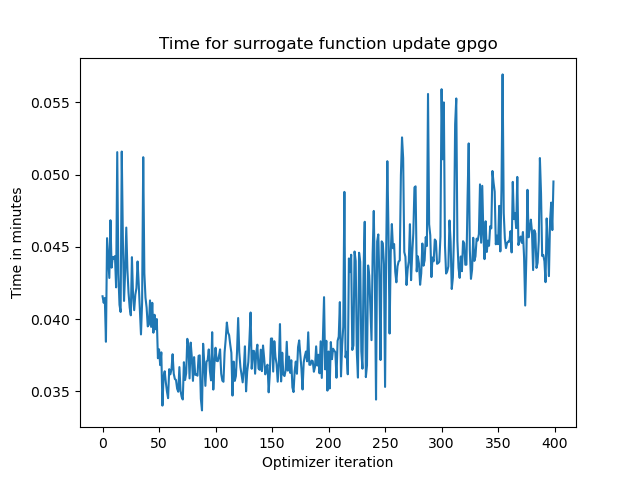 Time for surrogate function update gpgo
0.055
0.050
0.045
0.040
0.035
Time in minutes
0 50 100 150 200 250 300 350 400
Optimizer iteration